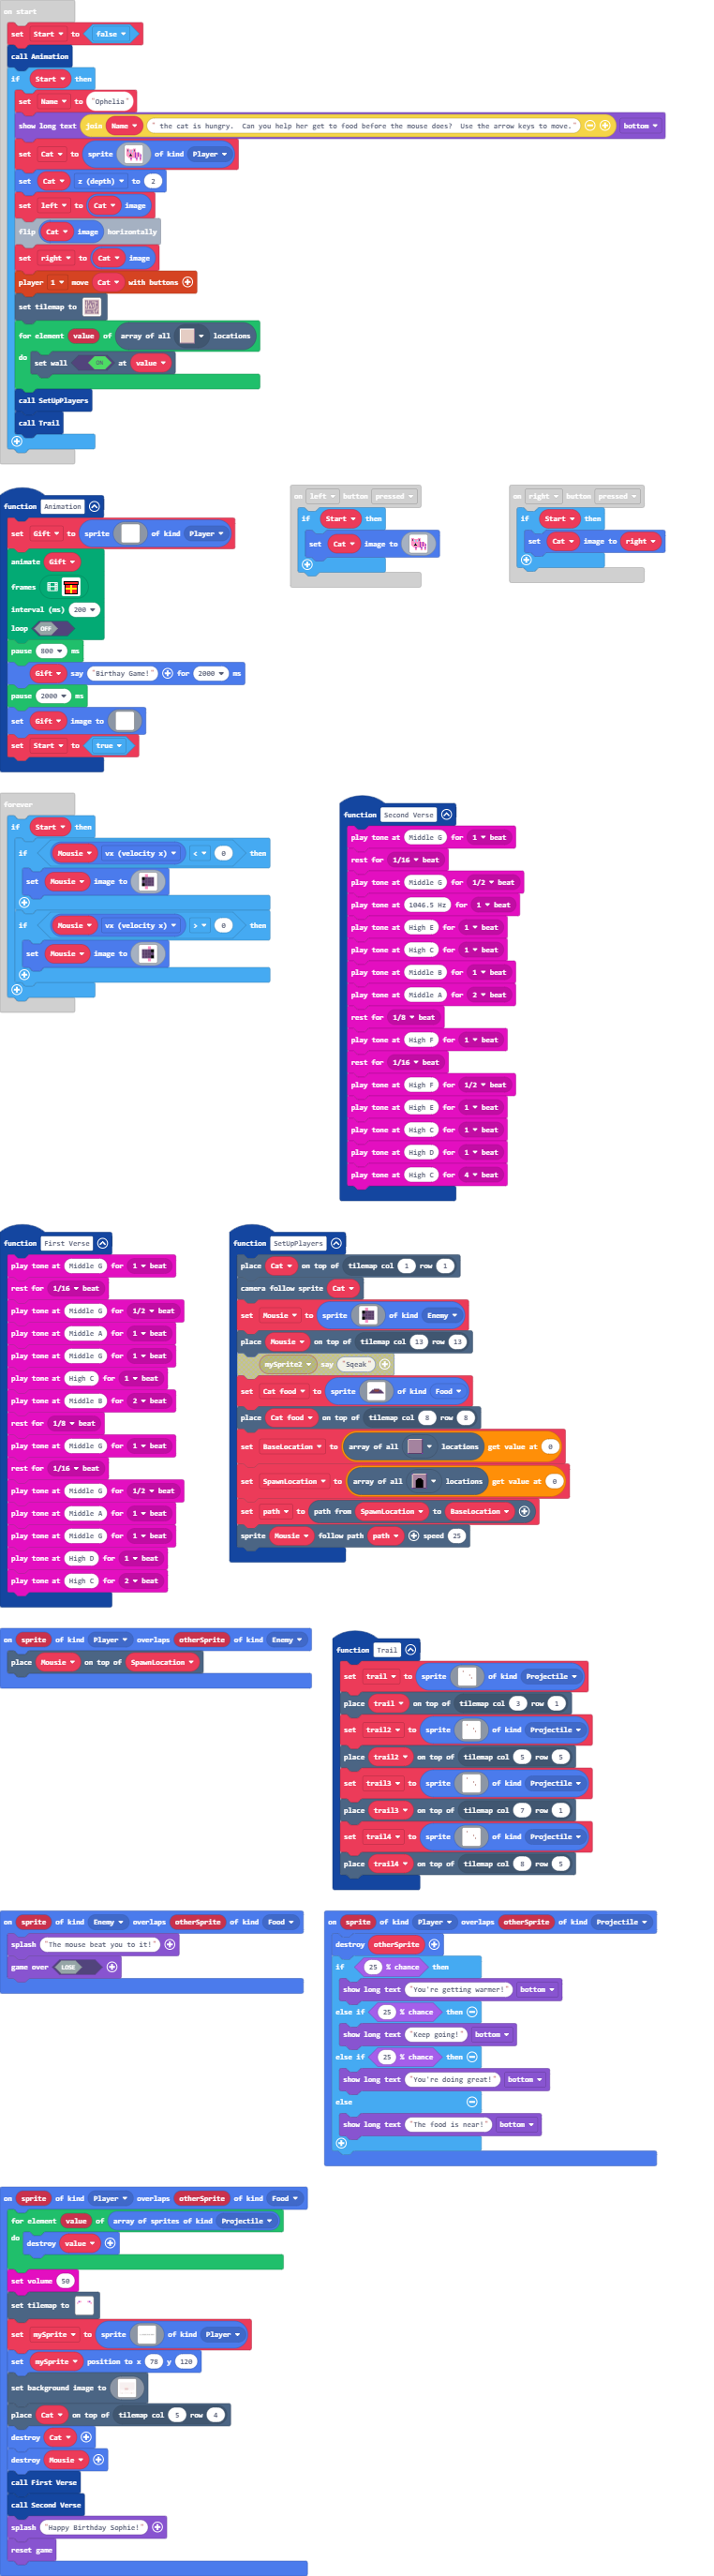 on start
set Start to false
call Animation
if Start then
set Name to "Ophelia"
show long text join Name " the cat is hungry. Can you help her get to food before the mouse does? Use the arrow keys to move." bottom
set Cat to sprite of kind Player
set Cat z (depth) to 2
set left to Cat image
flip Cat image horizontally
set right to Cat image
player 1 move Cat with buttons
set tilemap to
for element value of array of all locations
do set wall ON at value
call SetUpPlayers
call Trail
function Animation
set Gift to sprite of kind Player
animate Gift
frames
interval (ms) 200
loop OFF
pause 800 ms
Gift say "Birthay Game!" for 2000 ms
pause 2000 ms
set Gift image to
set Start to true
on left button pressed
if Start then
set Cat image to
on right button pressed
if Start then
set Cat image to right
forever
if Start then
if Mousie vx (velocity x) < 0 then
set Mousie image to
if Mousie vx (velocity x) > 0 then
set Mousie image to
function Second Verse
play tone at Middle G for 1 beat
rest for 1/16 beat
play tone at Middle G for 1/2 beat
play tone at 1046.5 Hz for 1 beat
play tone at High E for 1 beat
play tone at High C for 1 beat
play tone at Middle B for 1 beat
play tone at Middle A for 2 beat
rest for 1/8 beat
play tone at High F for 1 beat
rest for 1/16 beat
play tone at High F for 1/2 beat
play tone at High E for 1 beat
play tone at High C for 1 beat
play tone at High D for 1 beat
play tone at High C for 4 beat
function First Verse
play tone at Middle G for 1 beat
rest for 1/16 beat
play tone at Middle G for 1/2 beat
play tone at Middle A for 1 beat
play tone at Middle G for 1 beat
play tone at High C for 1 beat
play tone at Middle B for 2 beat
rest for 1/8 beat
play tone at Middle G for 1 beat
rest for 1/16 beat
play tone at Middle G for 1/2 beat
play tone at Middle A for 1 beat
play tone at Middle G for 1 beat
play tone at High D for 1 beat
play tone at High C for 2 beat
function SetUpPlayers
place Cat on top of tilemap col 1 row 1
camera follow sprite Cat
set Mousie to sprite of kind Enemy
place Mousie on top of tilemap col 13 row 13
mySprite2 say "Sqeak"
set Cat food to sprite of kind Food
place Cat food on top of tilemap col 8 row 8
set BaseLocation to array of all locations get value at 0
set SpawnLocation to array of all locations get value at 0
set path to path from SpawnLocation to BaseLocation
sprite Mousie follow path path speed 25
on sprite of kind Player overlaps otherSprite of kind Enemy
place Mousie on top of SpawnLocation
function Trail
set trail to sprite of kind Projectile
place trail on top of tilemap col 3 row 1
set trail2 to sprite of kind Projectile
place trail2 on top of tilemap col 5 row 5
set trail3 to sprite of kind Projectile
place trail3 on top of tilemap col 7 row 1
set trail4 to sprite of kind Projectile
place trail4 on top of tilemap col 8 row 5
on sprite of kind Enemy overlaps otherSprite of kind Food
splash "The mouse beat you to it!"
game over LOSE
on sprite of kind Player overlaps otherSprite of kind Projectile
destroy otherSprite
if 25 % chance then
show long text "You're getting warmer!" bottom
else if 25 % chance then
show long text "Keep going!" bottom
else if 25 % chance then
show long text "You're doing great!" bottom
else
show long text "The food is near!" bottom
on sprite of kind Player overlaps otherSprite of kind Food
for element value of array of sprites of kind Projectile
do destroy value
set volume 50
set tilemap to
set mySprite to sprite of kind Player
set mySprite position to x 78 y 120
set background image to
place Cat on top of tilemap col 5 row 4
destroy Cat
destroy Mousie
call First Verse
call Second Verse
splash "Happy Birthday Sophie!"
reset game